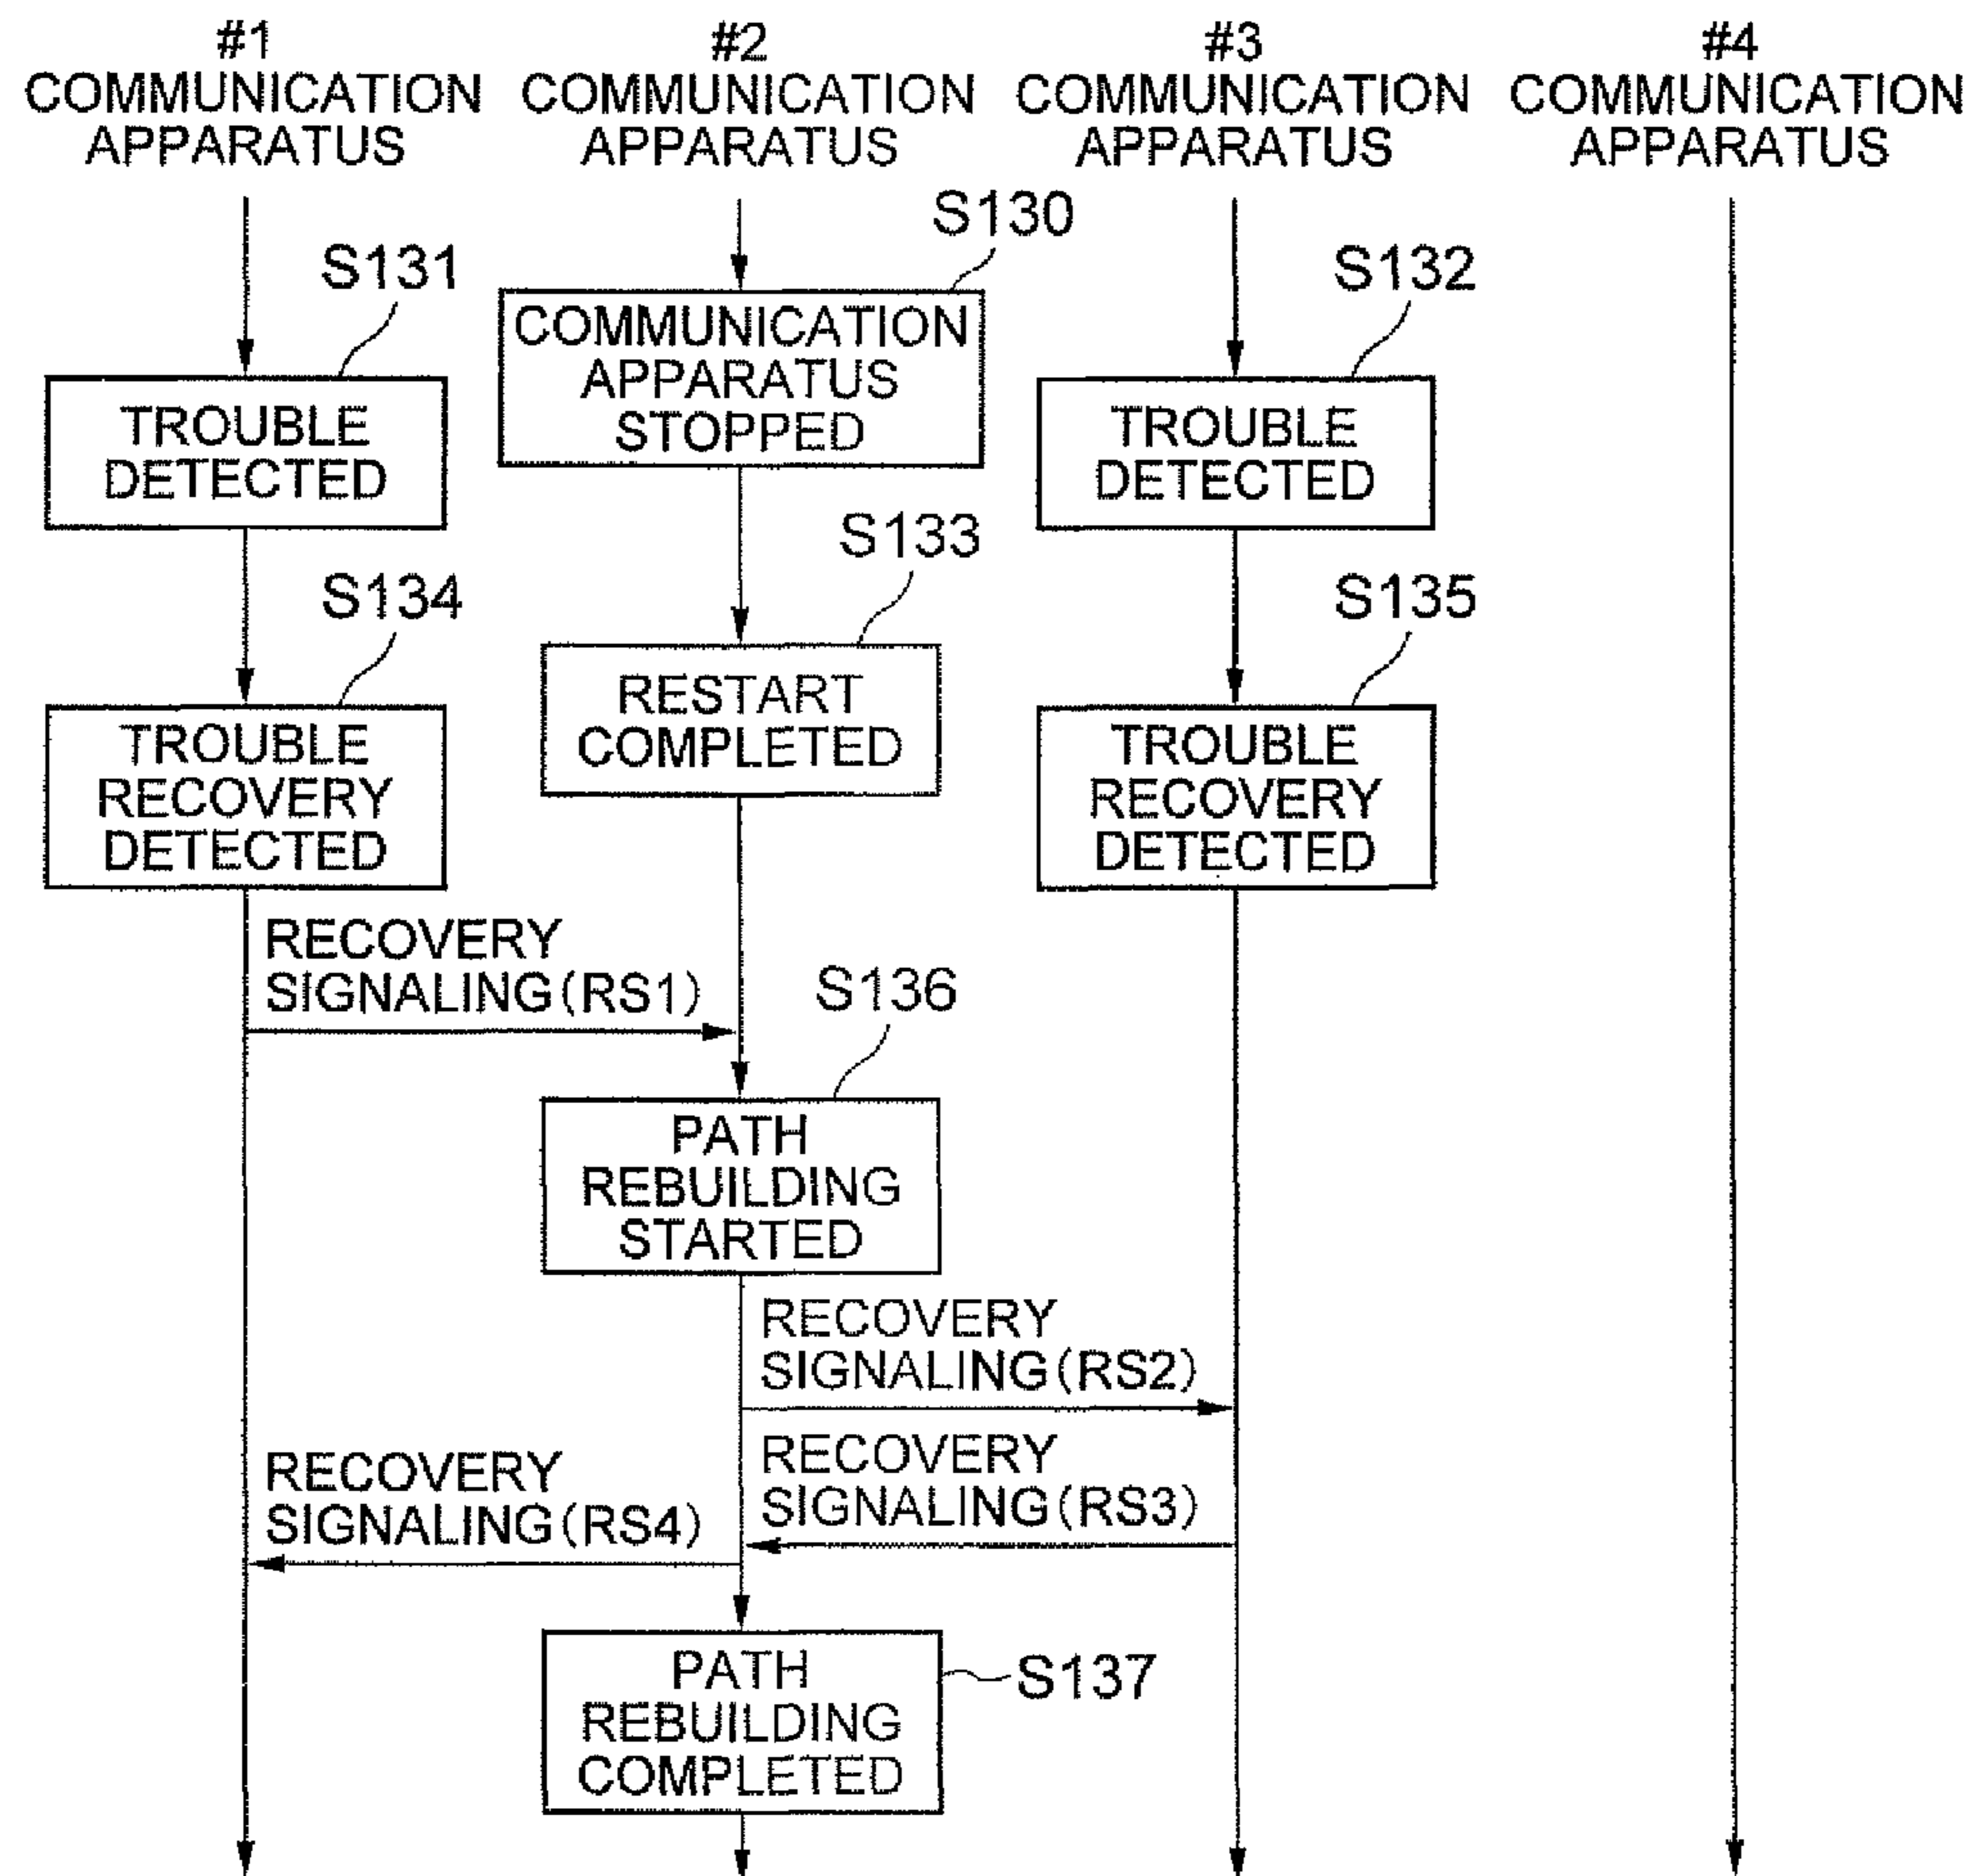 #1
COMMUNICATION
APPARATUS
#2
COMMUNICATION
APPARATUS
#3
COMMUNICATION
APPARATUS
#4
COMMUNICATION
APPARATUS
S130
COMMUNICATION
APPARATUS
STOPPED
S131
TROUBLE
DETECTED
S132
TROUBLE
DETECTED
S133
RESTART
COMPLETED
S134
TROUBLE
RECOVERY
DETECTED
S135
TROUBLE
RECOVERY
DETECTED
RECOVERY
SIGNALING(RS1)
S136
PATH
REBUILDING
STARTED
RECOVERY
SIGNALING(RS2)
RECOVERY
SIGNALING(RS3)
RECOVERY
SIGNALING(RS4)
PATH
REBUILDING
COMPLETED
S137